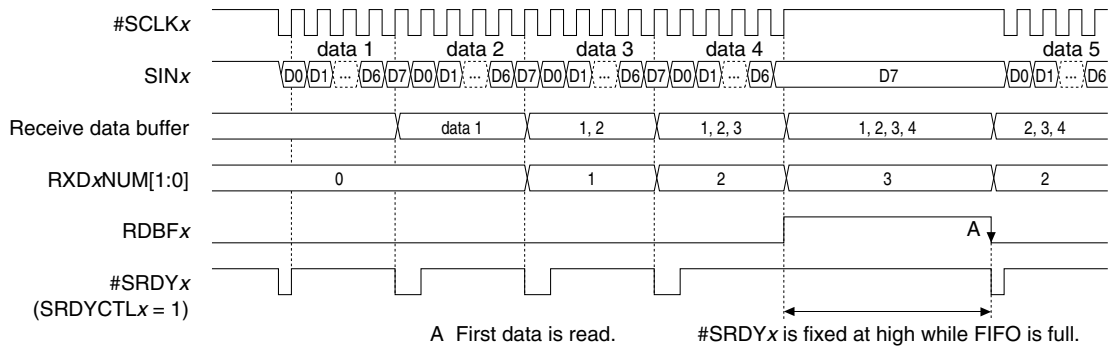 #SCLKx
data 1 data 2 data 3 data 4 data 5
SINx D0 D1 ... D6 D7 D0 D1 ... D6 D7 D0 D1 ... D6 D7 D0 D1 ... D6 D7 D0 D1 ... D6
Receive data buffer data 1 1, 2 1, 2, 3 1, 2, 3, 4 2, 3, 4
RXDxNUM[1:0] 0 1 2 3 2
RDBFx A
#SRDYx
(SRDYCTLx = 1)
A First data is read. #SRDYx is fixed at high while FIFO is full.